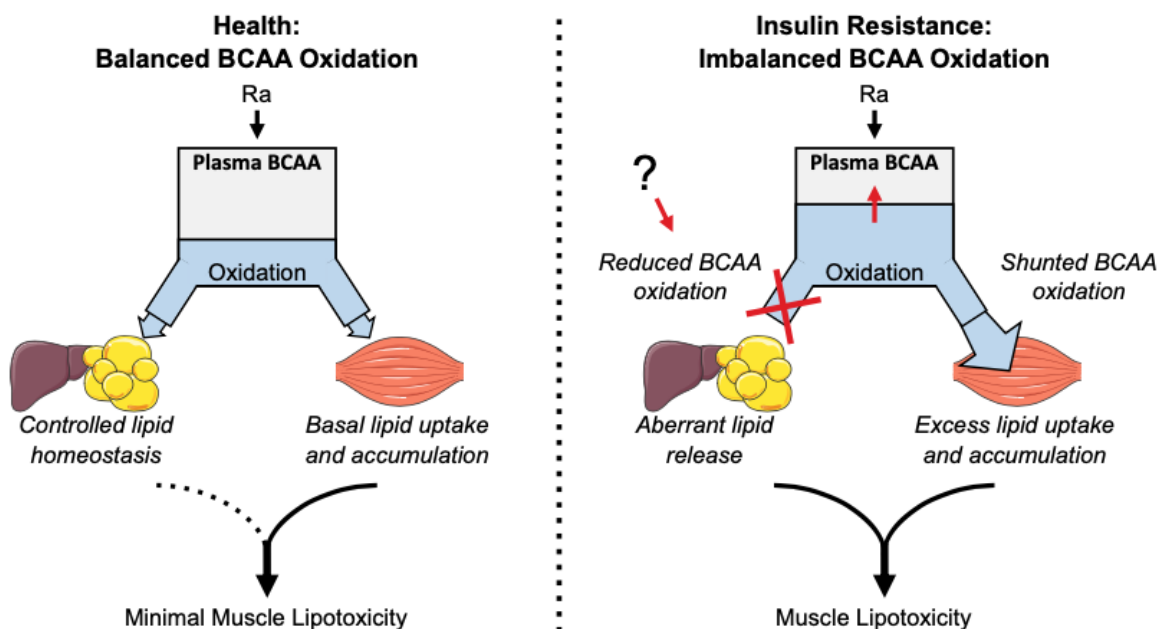 Health:
Balanced BCAA Oxidation
Ra
Plasma BCAA
Oxidation
Controlled lipid
homeostasis
Basal lipid uptake
and accumulation
Minimal Muscle Lipotoxicity
Insulin Resistance:
Imbalanced BCAA Oxidation
Ra
Plasma BCAA
?
Reduced BCAA
oxidation
Oxidation
Shunted BCAA
oxidation
Aberrant lipid
release
Excess lipid uptake
and accumulation
Muscle Lipotoxicity